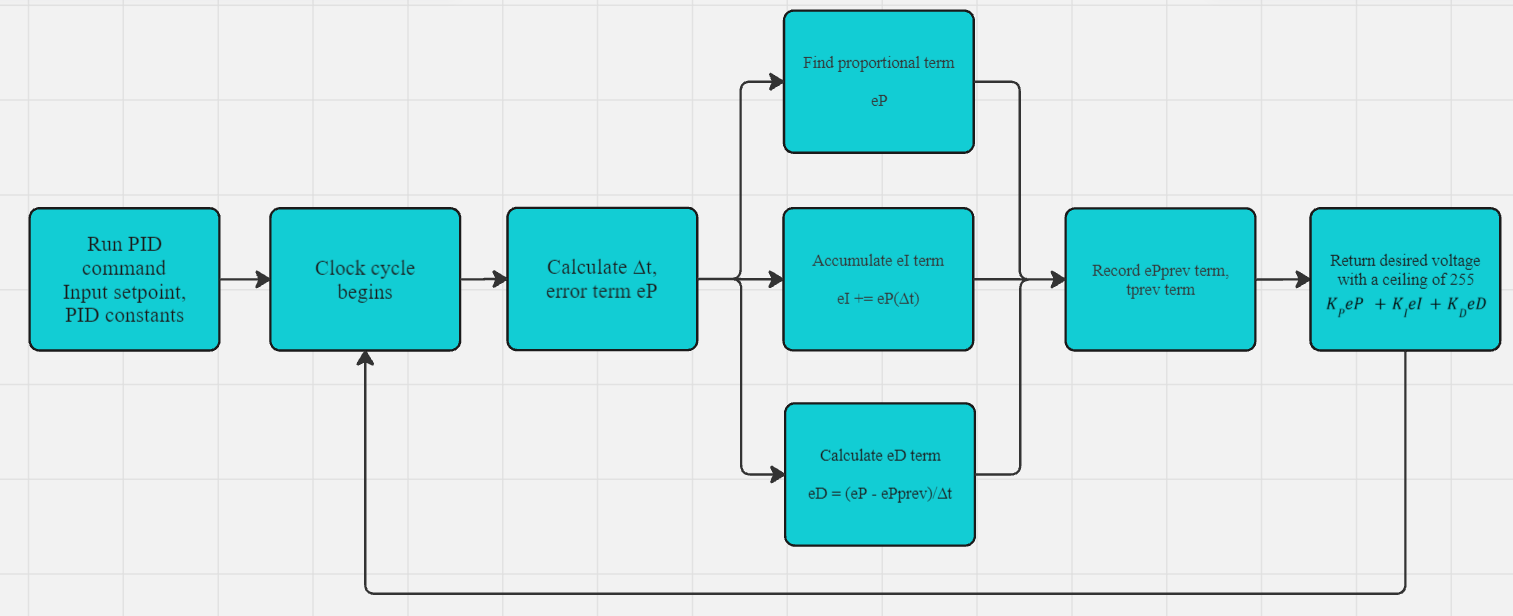 Run PID
command
Input setpoint,
PID constants
Clock cycle
begins
Calculate Δt,
error term eP
Find proportional term
eP
Accumulate eI term
eI += eP(Δt)
Calculate eD term
eD = (eP - ePprev)/Δt
Record ePprev term,
tprev term
Return desired voltage
with a ceiling of 255
K_P eP + K_I eI + K_D eD